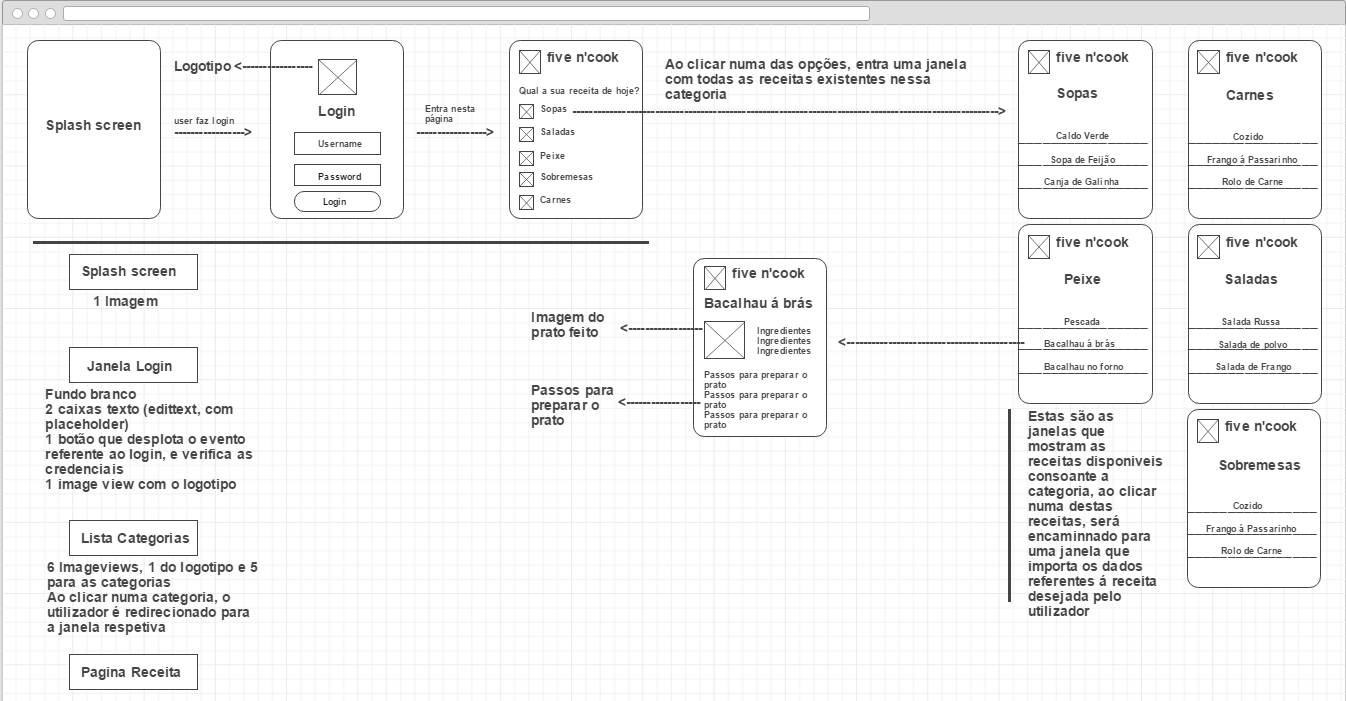 Splash screen
Logotipo
user faz login
Login
Username
Password
Login
Entra nesta
página
five n'cook
Qual a sua receita de hoje?
Sopas
Saladas
Peixe
Sobremesas
Carnes
Ao clicar numa das opções, entra uma janela
com todas as receitas existentes nessa
categoria
five n'cook
Sopas
Caldo Verde
Sopa de Feijão
Canja de Galinha
five n'cook
Carnes
Cozido
Frango á Passarinho
Rolo de Carne
five n'cook
Peixe
Pescada
Bacalhau á brás
Bacalhau no forno
five n'cook
Saladas
Salada Russa
Salada de polvo
Salada de Frango
five n'cook
Sobremesas
Cozido
Frango á Passarinho
Rolo de Carne
Estas são as
janelas que
mostram as
receitas disponiveis
consoante a
categoria, ao clicar
numa destas
receitas, será
encaminnado para
uma janela que
importa os dados
referentes á receita
desejada pelo
utilizador
five n'cook
Bacalhau á brás
Ingredientes
Ingredientes
Ingredientes
Passos para preparar o
prato
Passos para preparar o
prato
Passos para preparar o
prato
Imagem do
prato feito
Passos para
preparar o
prato
Splash screen
1 Imagem
Janela Login
Fundo branco
2 caixas texto (edittext, com
placeholder)
1 botão que desplota o evento
referente ao login, e verifica as
credenciais
1 image view com o logotipo
Lista Categorias
6 Imageviews, 1 do logotipo e 5
para as categorias
Ao clicar numa categoria, o
utilizador é redirecionado para
a janela respetiva
Pagina Receita